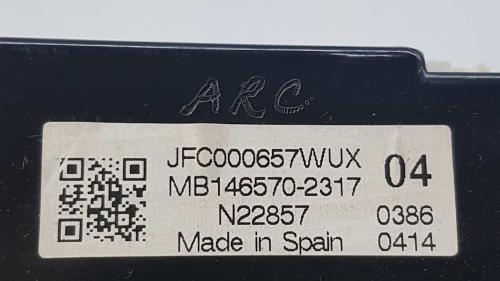 ARC
JFC000657WUX 04
MB146570-2317
N22857 0386
Made in Spain 0414